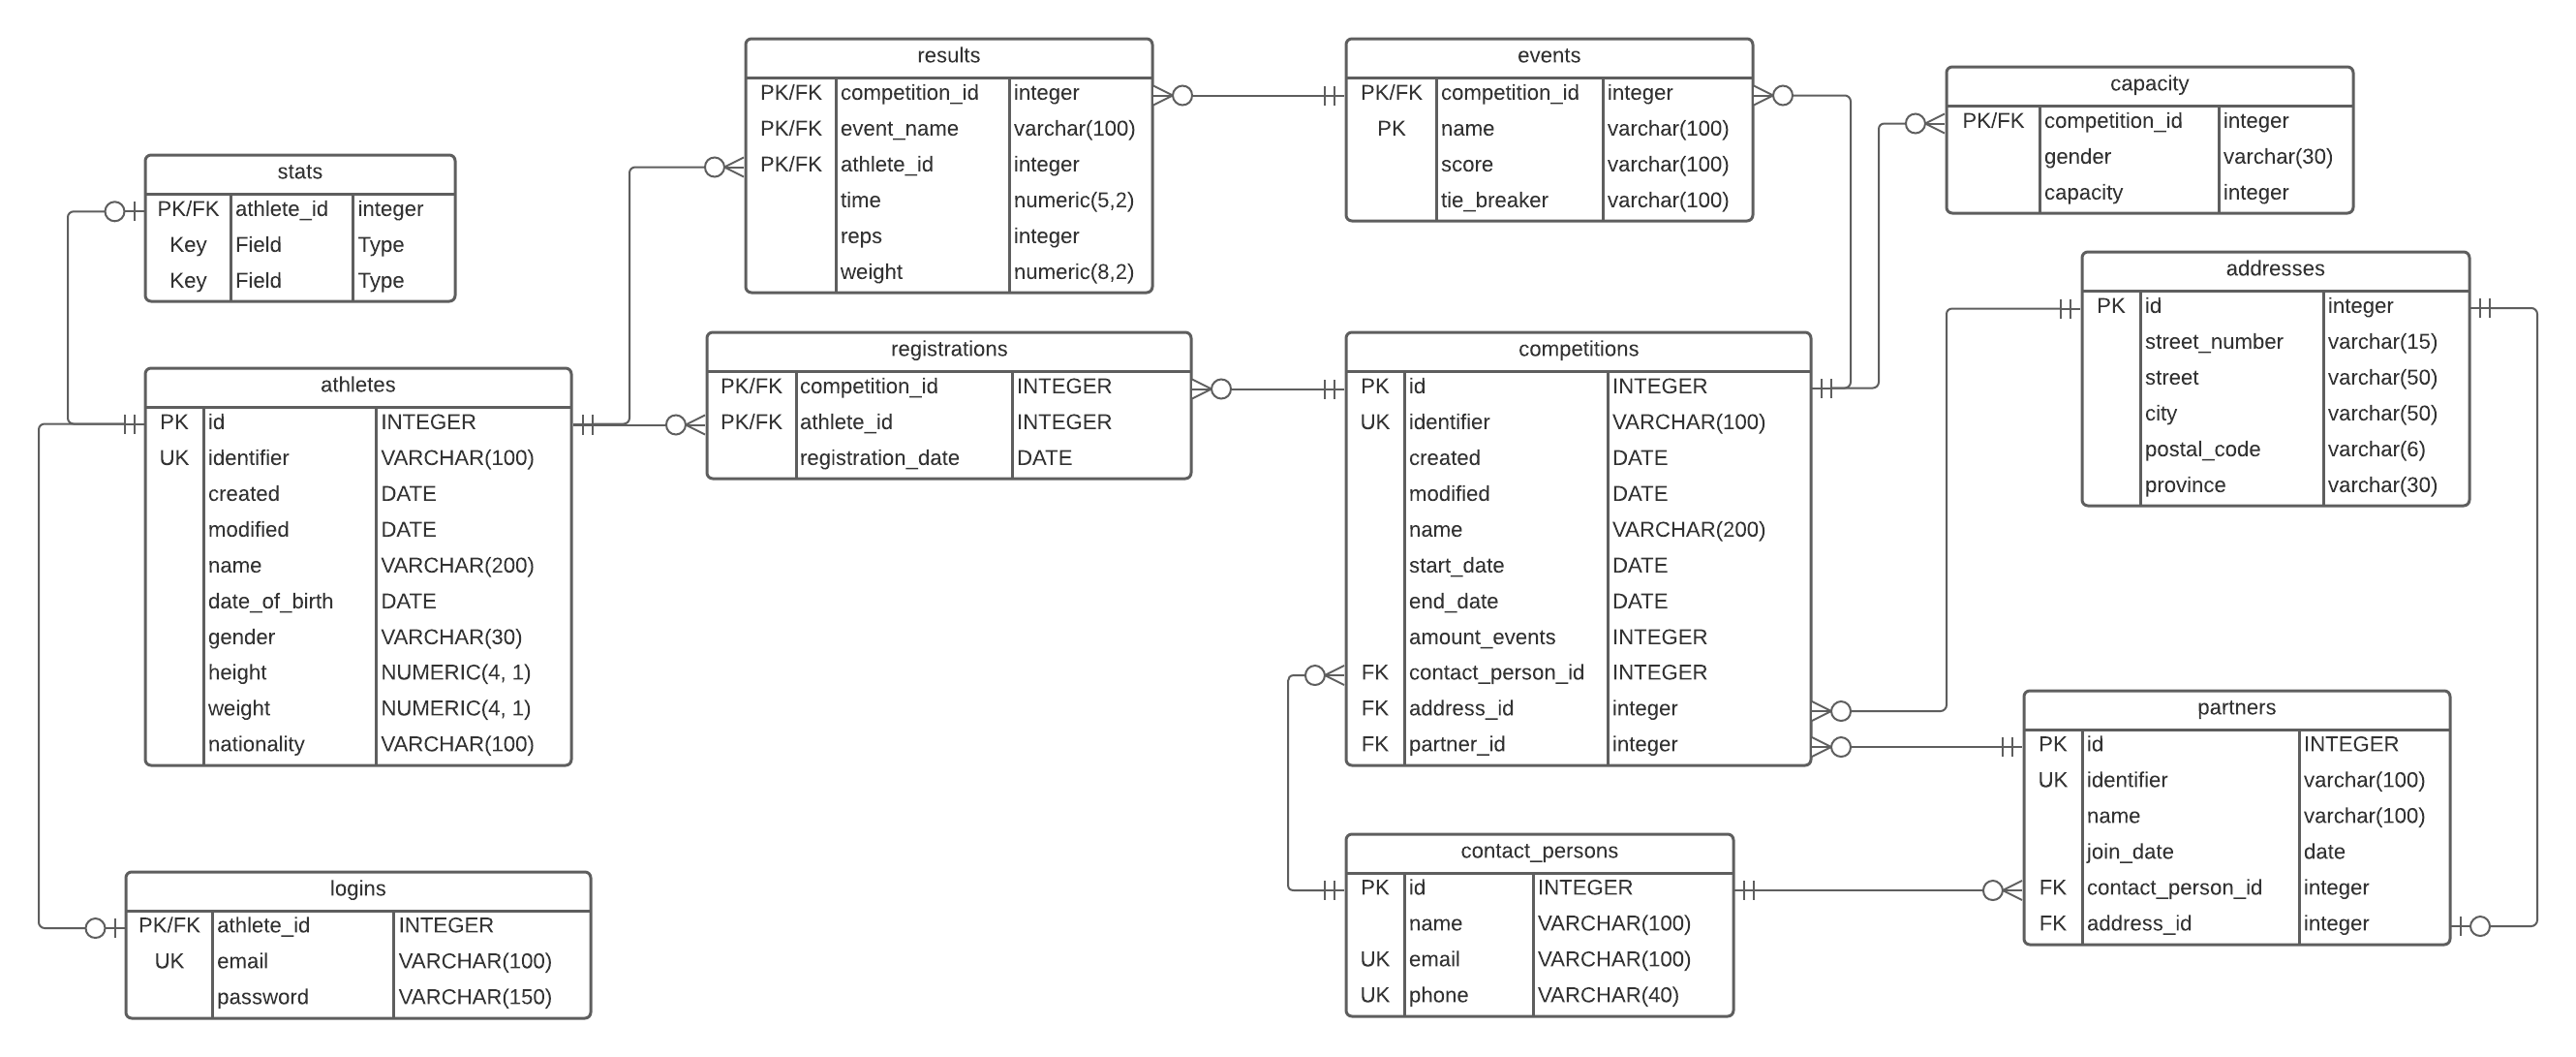 results
PK/FK competition_id integer
PK/FK event_name varchar(100)
PK/FK athlete_id integer
time numeric(5,2)
reps integer
weight numeric(8,2)
events
PK/FK competition_id integer
PK name varchar(100)
score varchar(100)
tie_breaker varchar(100)
capacity
PK/FK competition_id integer
gender varchar(30)
capacity integer
stats
PK/FK athlete_id integer
Key Field Type
Key Field Type
addresses
PK id integer
street_number varchar(15)
street varchar(50)
city varchar(50)
postal_code varchar(6)
province varchar(30)
registrations
PK/FK competition_id INTEGER
PK/FK athlete_id INTEGER
registration_date DATE
competitions
PK id INTEGER
UK identifier VARCHAR(100)
created DATE
modified DATE
name VARCHAR(200)
start_date DATE
end_date DATE
amount_events INTEGER
FK contact_person_id INTEGER
FK address_id integer
FK partner_id integer
athletes
PK id INTEGER
UK identifier VARCHAR(100)
created DATE
modified DATE
name VARCHAR(200)
date_of_birth DATE
gender VARCHAR(30)
height NUMERIC(4, 1)
weight NUMERIC(4, 1)
nationality VARCHAR(100)
partners
PK id INTEGER
UK identifier varchar(100)
name varchar(100)
join_date date
FK contact_person_id integer
FK address_id integer
contact_persons
PK id INTEGER
name VARCHAR(100)
UK email VARCHAR(100)
UK phone VARCHAR(40)
logins
PK/FK athlete_id INTEGER
UK email VARCHAR(100)
password VARCHAR(150)